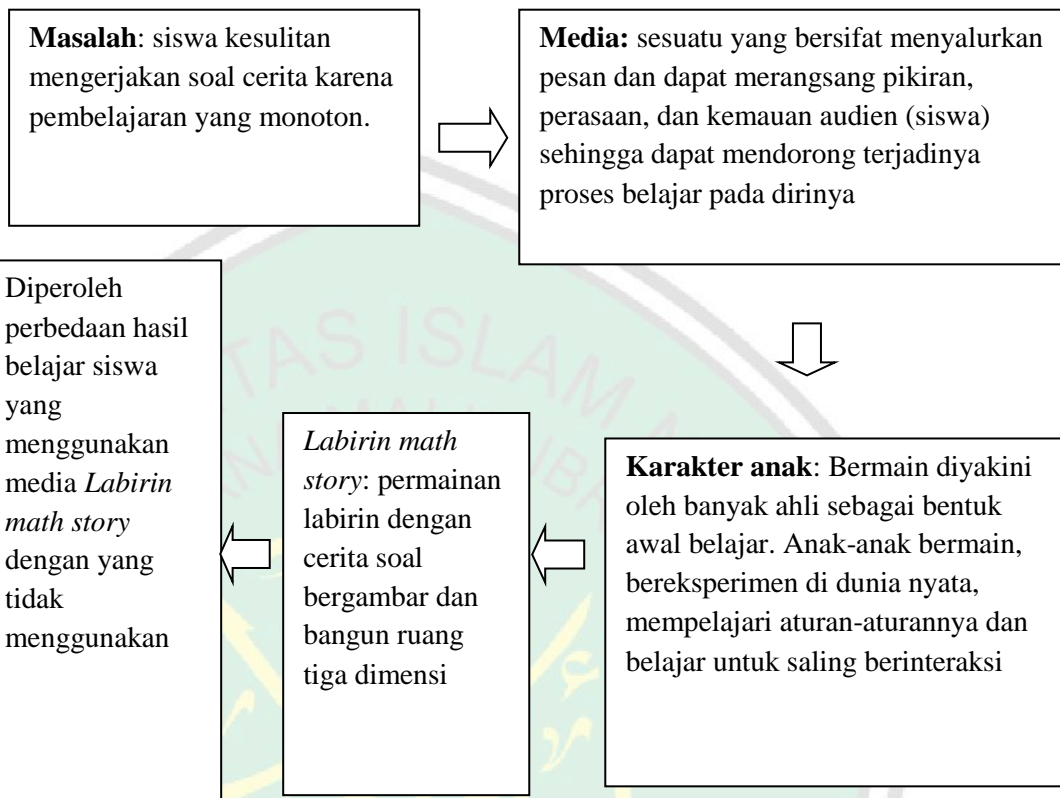 Masalah: siswa kesulitan
mengerjakan soal cerita karena
pembelajaran yang monoton.
Media: sesuatu yang bersifat menyalurkan
pesan dan dapat merangsang pikiran,
perasaan, dan kemauan audien (siswa)
sehingga dapat mendorong terjadinya
proses belajar pada dirinya
Karakter anak: Bermain diyakini
oleh banyak ahli sebagai bentuk
awal belajar. Anak-anak bermain,
bereksperimen di dunia nyata,
mempelajari aturan-aturannya dan
belajar untuk saling berinteraksi
Labirin math
story: permainan
labirin dengan
cerita soal
bergambar dan
bangun ruang
tiga dimensi
Diperoleh
perbedaan hasil
belajar siswa
yang
menggunakan
media Labirin
math story
dengan yang
tidak
menggunakan
TAS ISLAM